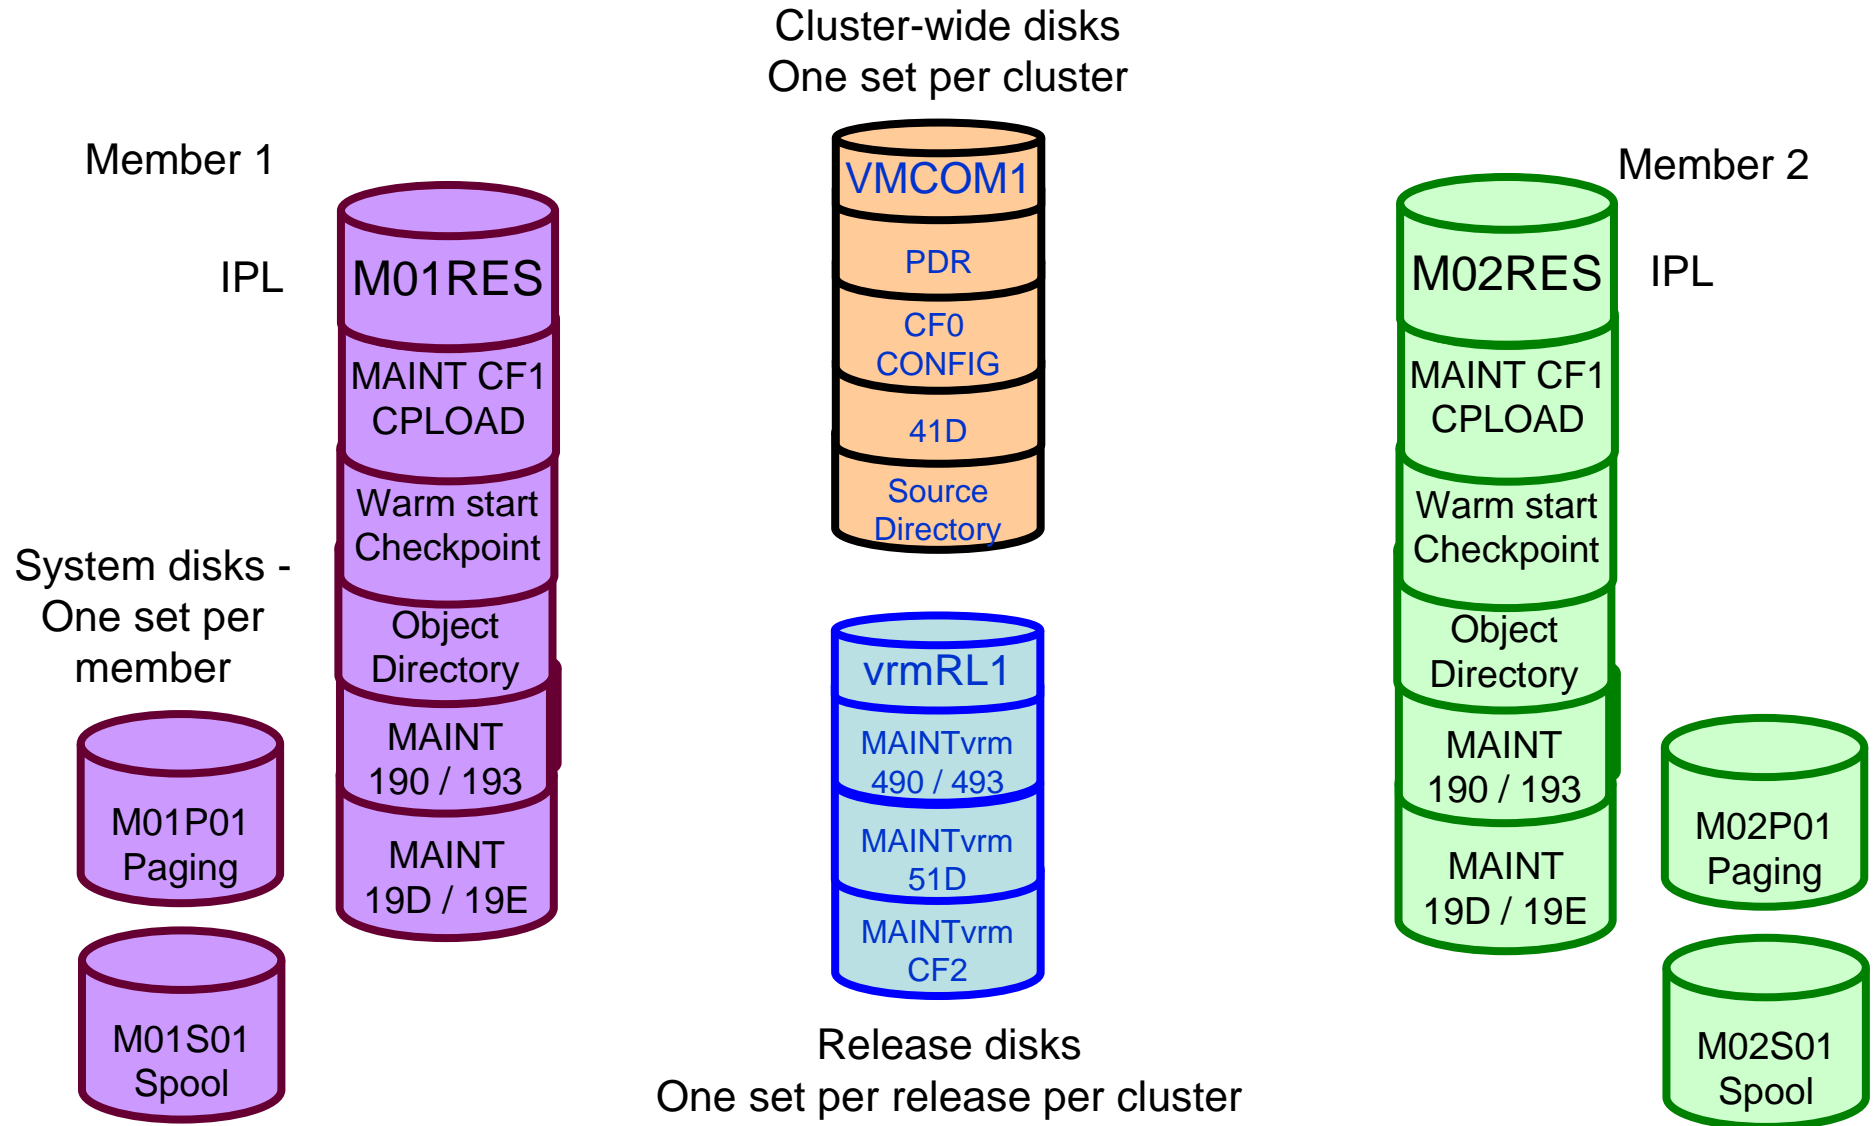 Cluster-wide disks
One set per cluster
Member 1
IPL
M01RES
MAINT CF1
CPLOAD
Warm start
Checkpoint
Object
Directory
MAINT
190 / 193
MAINT
19D / 19E
System disks -
One set per
member
M01P01
Paging
M01S01
Spool
VMCOM1
PDR
CF0
CONFIG
41D
Source
Directory
vrmRL1
MAINTvrm
490 / 493
MAINTvrm
51D
MAINTvrm
CF2
Release disks
One set per release per cluster
Member 2
M02RES
IPL
MAINT CF1
CPLOAD
Warm start
Checkpoint
Object
Directory
MAINT
190 / 193
MAINT
19D / 19E
M02P01
Paging
M02S01
Spool